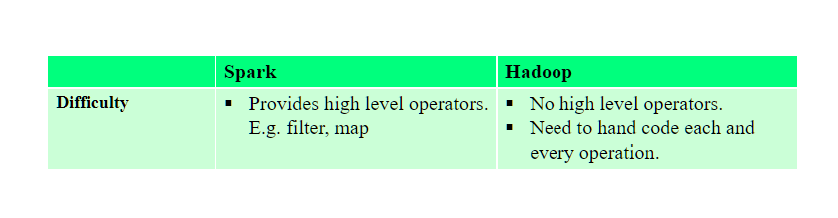 Spark Hadoop
Difficulty ▪ Provides high level operators. ▪ No high level operators.
E.g. filter, map ▪ Need to hand code each and
every operation.